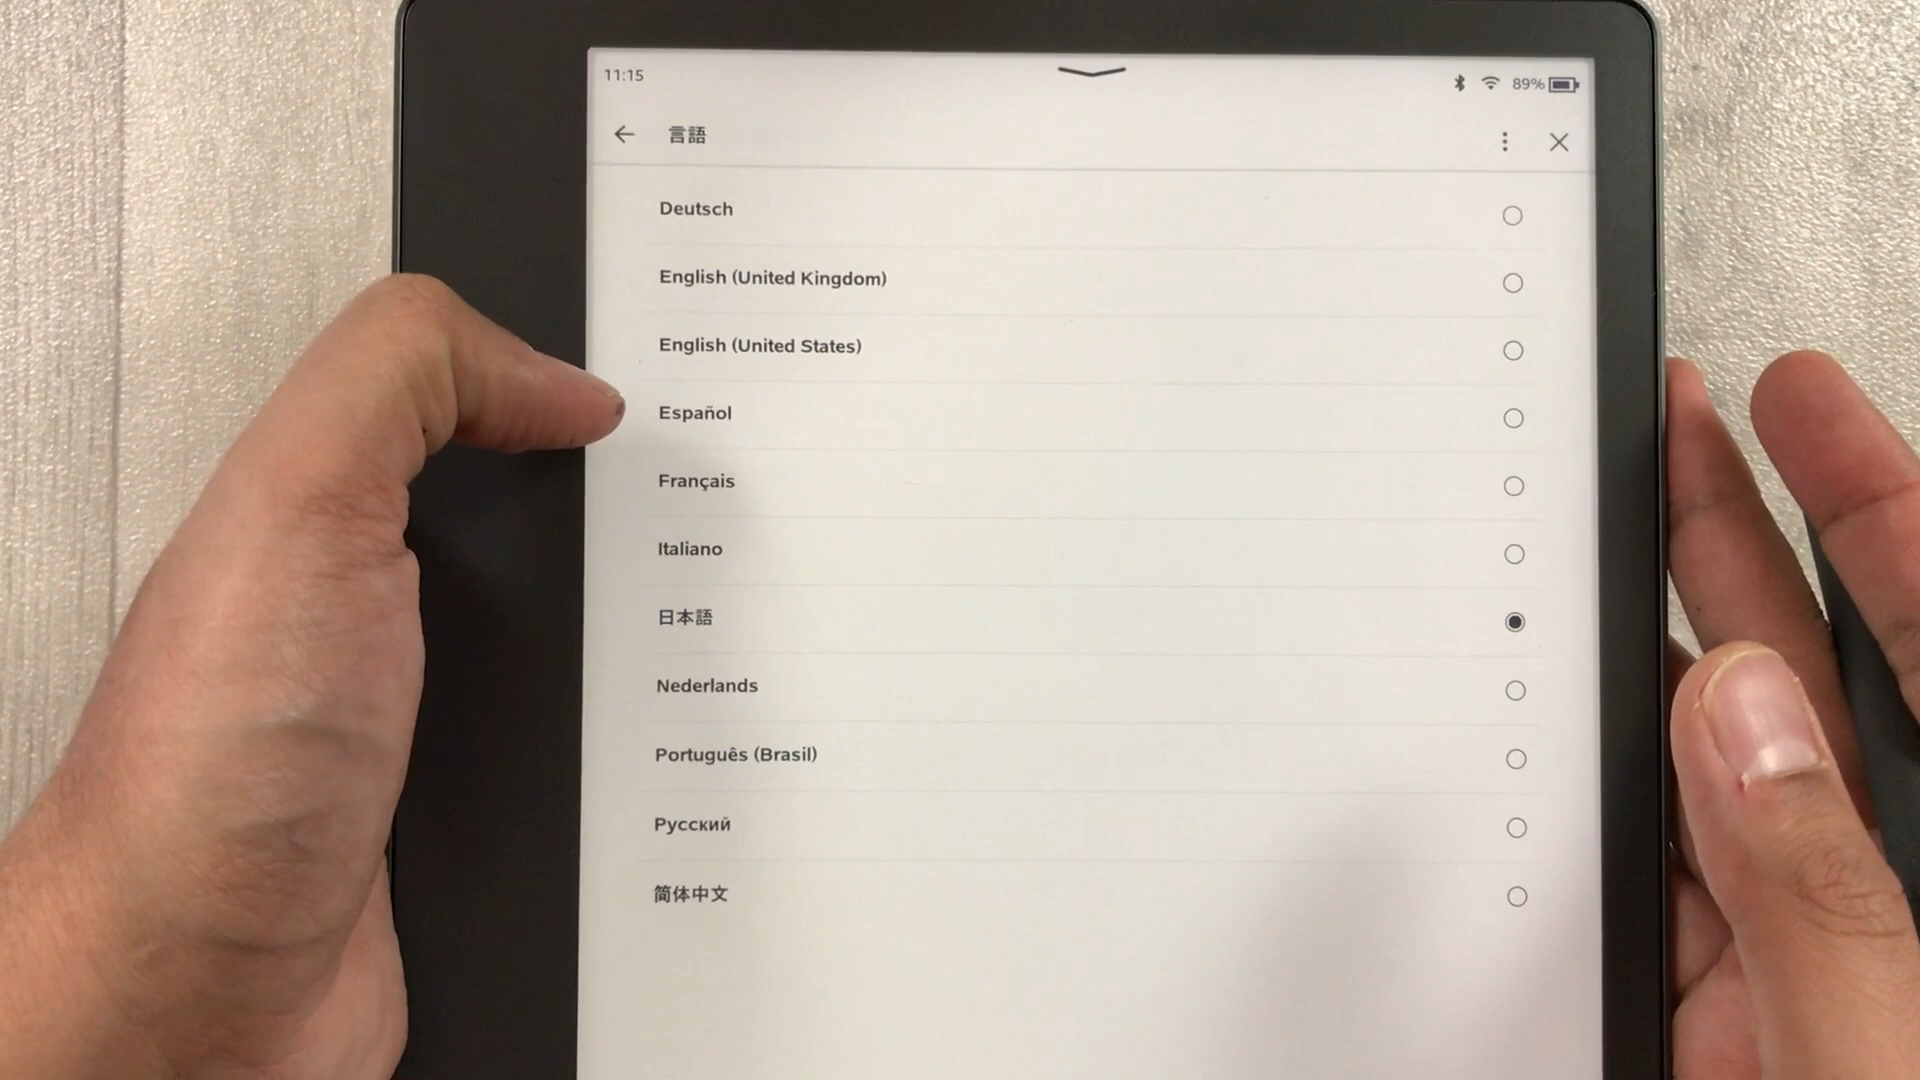 11:15
89%
言語
Deutsch
English (United Kingdom)
English (United States)
Español
Français
Italiano
日本語
Nederlands
Português (Brasil)
Русский
简体中文